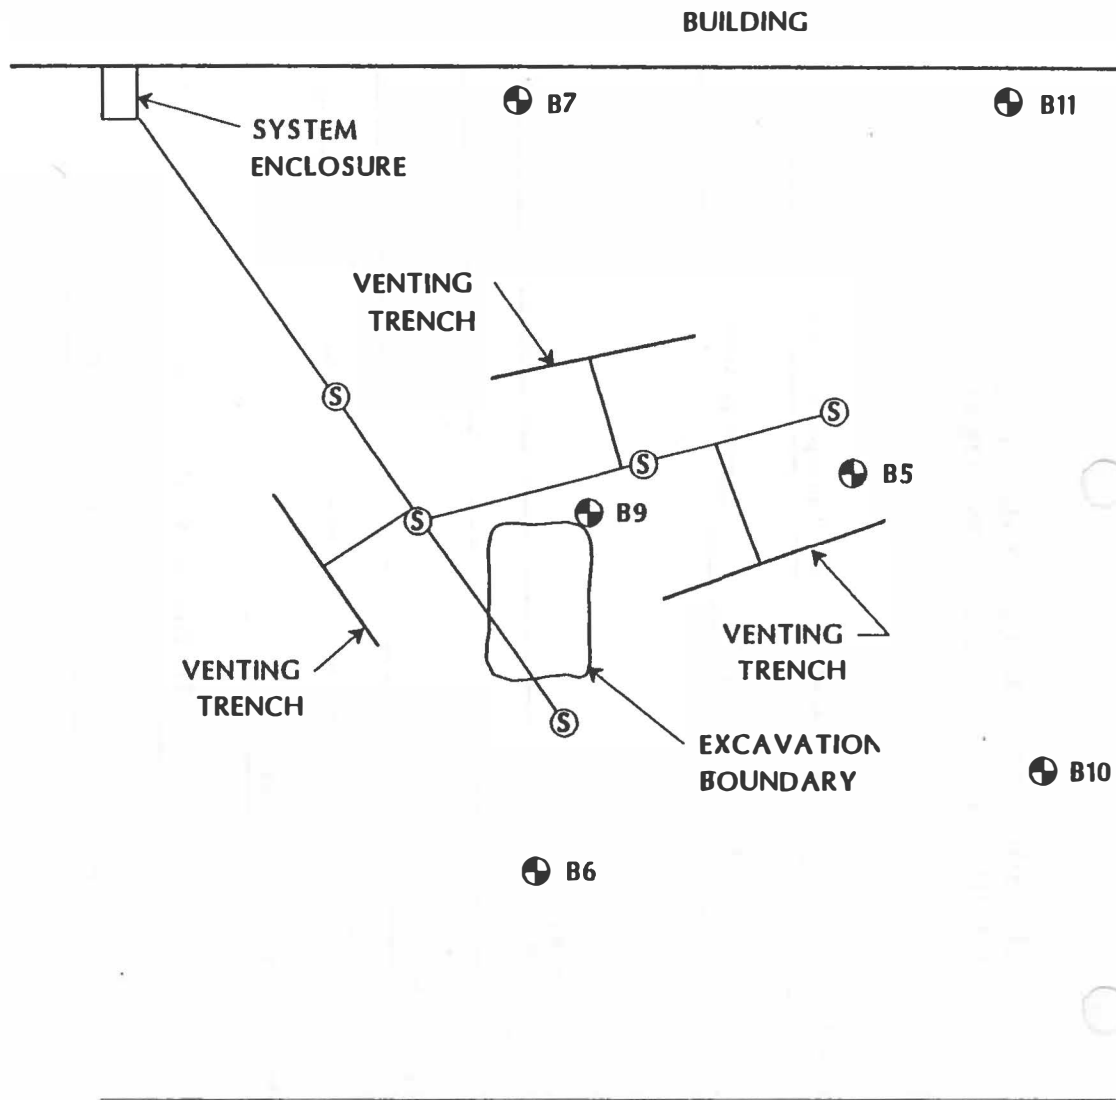 BUILDING
B7
B11
SYSTEM
ENCLOSURE
VENTING
TRENCH
S
S
S
B5
S
B9
VENTING
TRENCH
VENTING
TRENCH
S
EXCAVATION
BOUNDARY
B10
B6